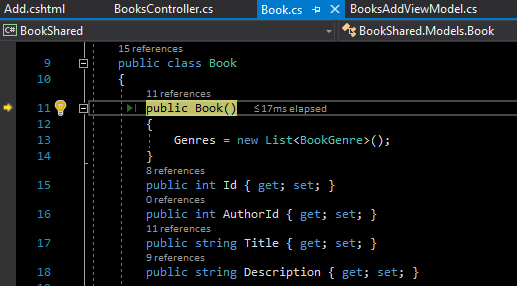 Add.cshtml BooksController.cs Book.cs BooksAddViewModel.cs
C# BookShared BookShared.Models.Book
15 references
9 public class Book
10 {
11 references
11 public Book() ≤17ms elapsed
12 {
13 Genres = new List<BookGenre>();
14 }
8 references
15 public int Id { get; set; }
0 references
16 public int AuthorId { get; set; }
11 references
17 public string Title { get; set; }
9 references
18 public string Description { get; set; }